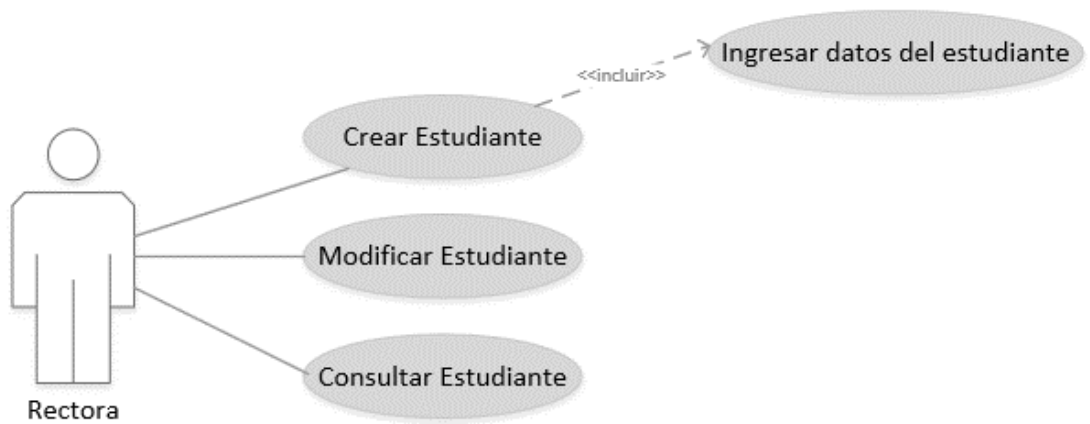 Ingresar datos del estudiante
<<incluir>>
Crear Estudiante
Modificar Estudiante
Consultar Estudiante
Rectora